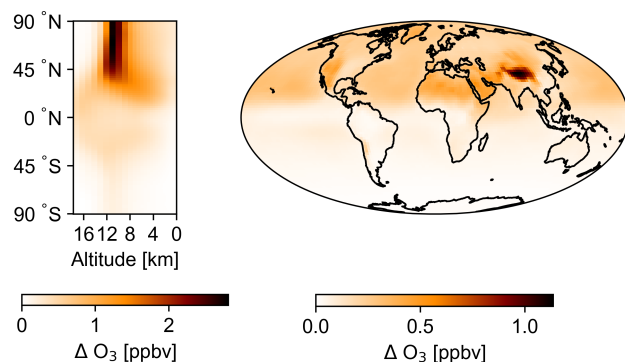 90 °N
45 °N
0 °N
45 °S
90 °S
16 12 8 4 0
Altitude [km]
0 1 2
Δ O₃ [ppbv]
0.0 0.5 1.0
Δ O₃ [ppbv]